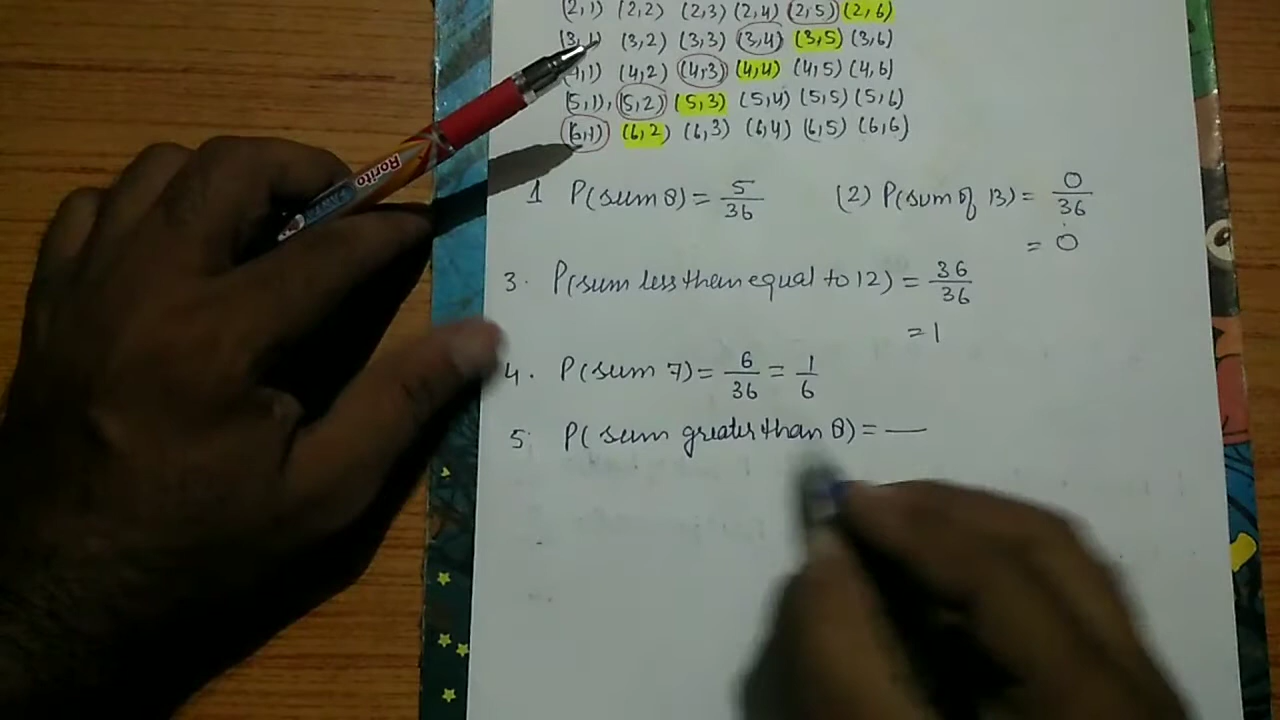 (2,1) (2,2) (2,3) (2,4) (2,5) (2,6)
(3,1) (3,2) (3,3) (3,4) (3,5) (3,6)
(4,1) (4,2) (4,3) (4,4) (4,5) (4,6)
(5,1), (5,2) (5,3) (5,4) (5,5) (5,6)
(6,1) (6,2) (6,3) (6,4) (6,5) (6,6)
1 P(sum 8) = 5/36 (2) P(sum of 13) = 0/36
= 0
3. P(sum less then equal to 12) = 36/36
= 1
4. P(sum 7) = 6/36 = 1/6
5. P( sum greater than 8) = —
Rorito